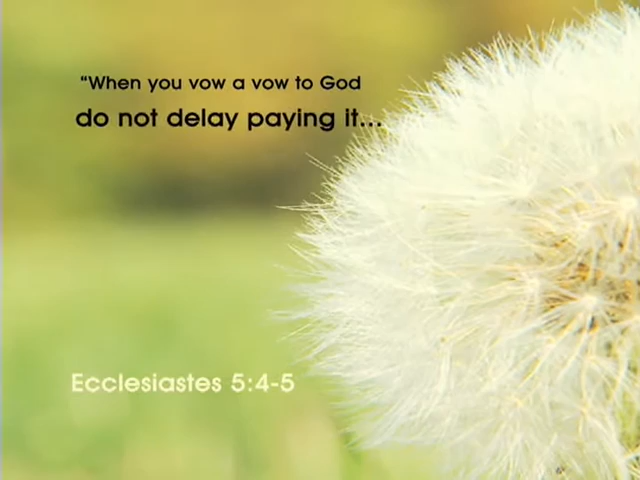 “When you vow a vow to God
do not delay paying it...
Ecclesiastes 5:4-5